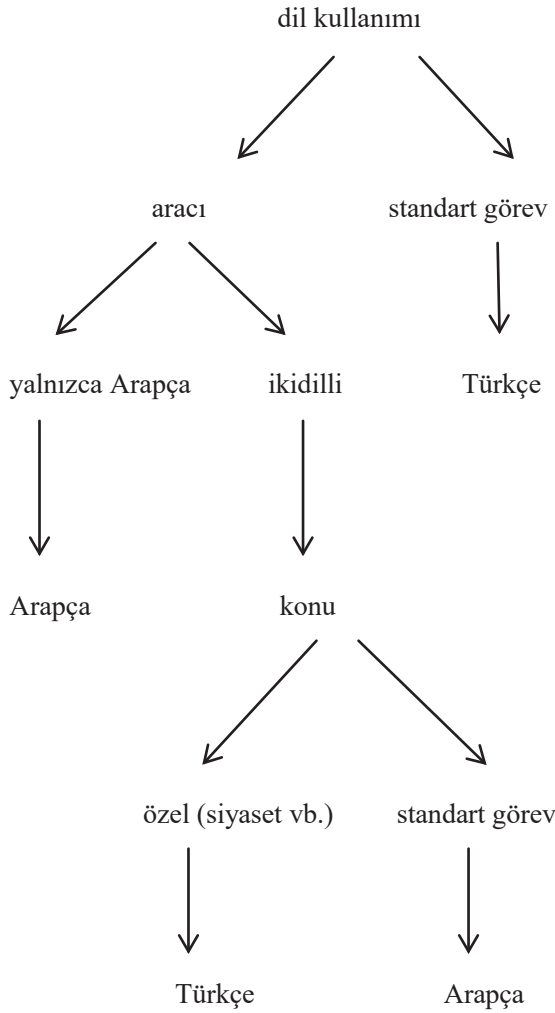 dil kullanımı
aracı
standart görev
yalnızca Arapça
ikidilli
Türkçe
Arapça
konu
özel (siyaset vb.)
standart görev
Türkçe
Arapça